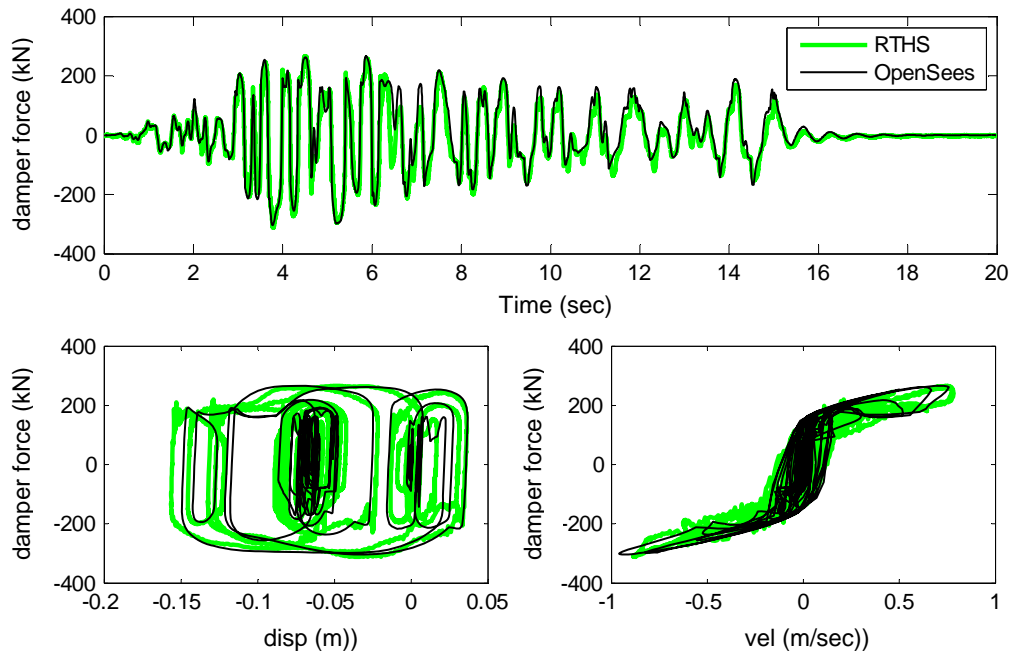 400
200
0
-200
-400
damper force (kN)
RTHS
OpenSees
0 2 4 6 8 10 12 14 16 18 20
Time (sec)
400
200
0
-200
-400
damper force (kN)
-0.2 -0.15 -0.1 -0.05 0 0.05
disp (m))
400
200
0
-200
-400
damper force (kN)
-1 -0.5 0 0.5 1
vel (m/sec))